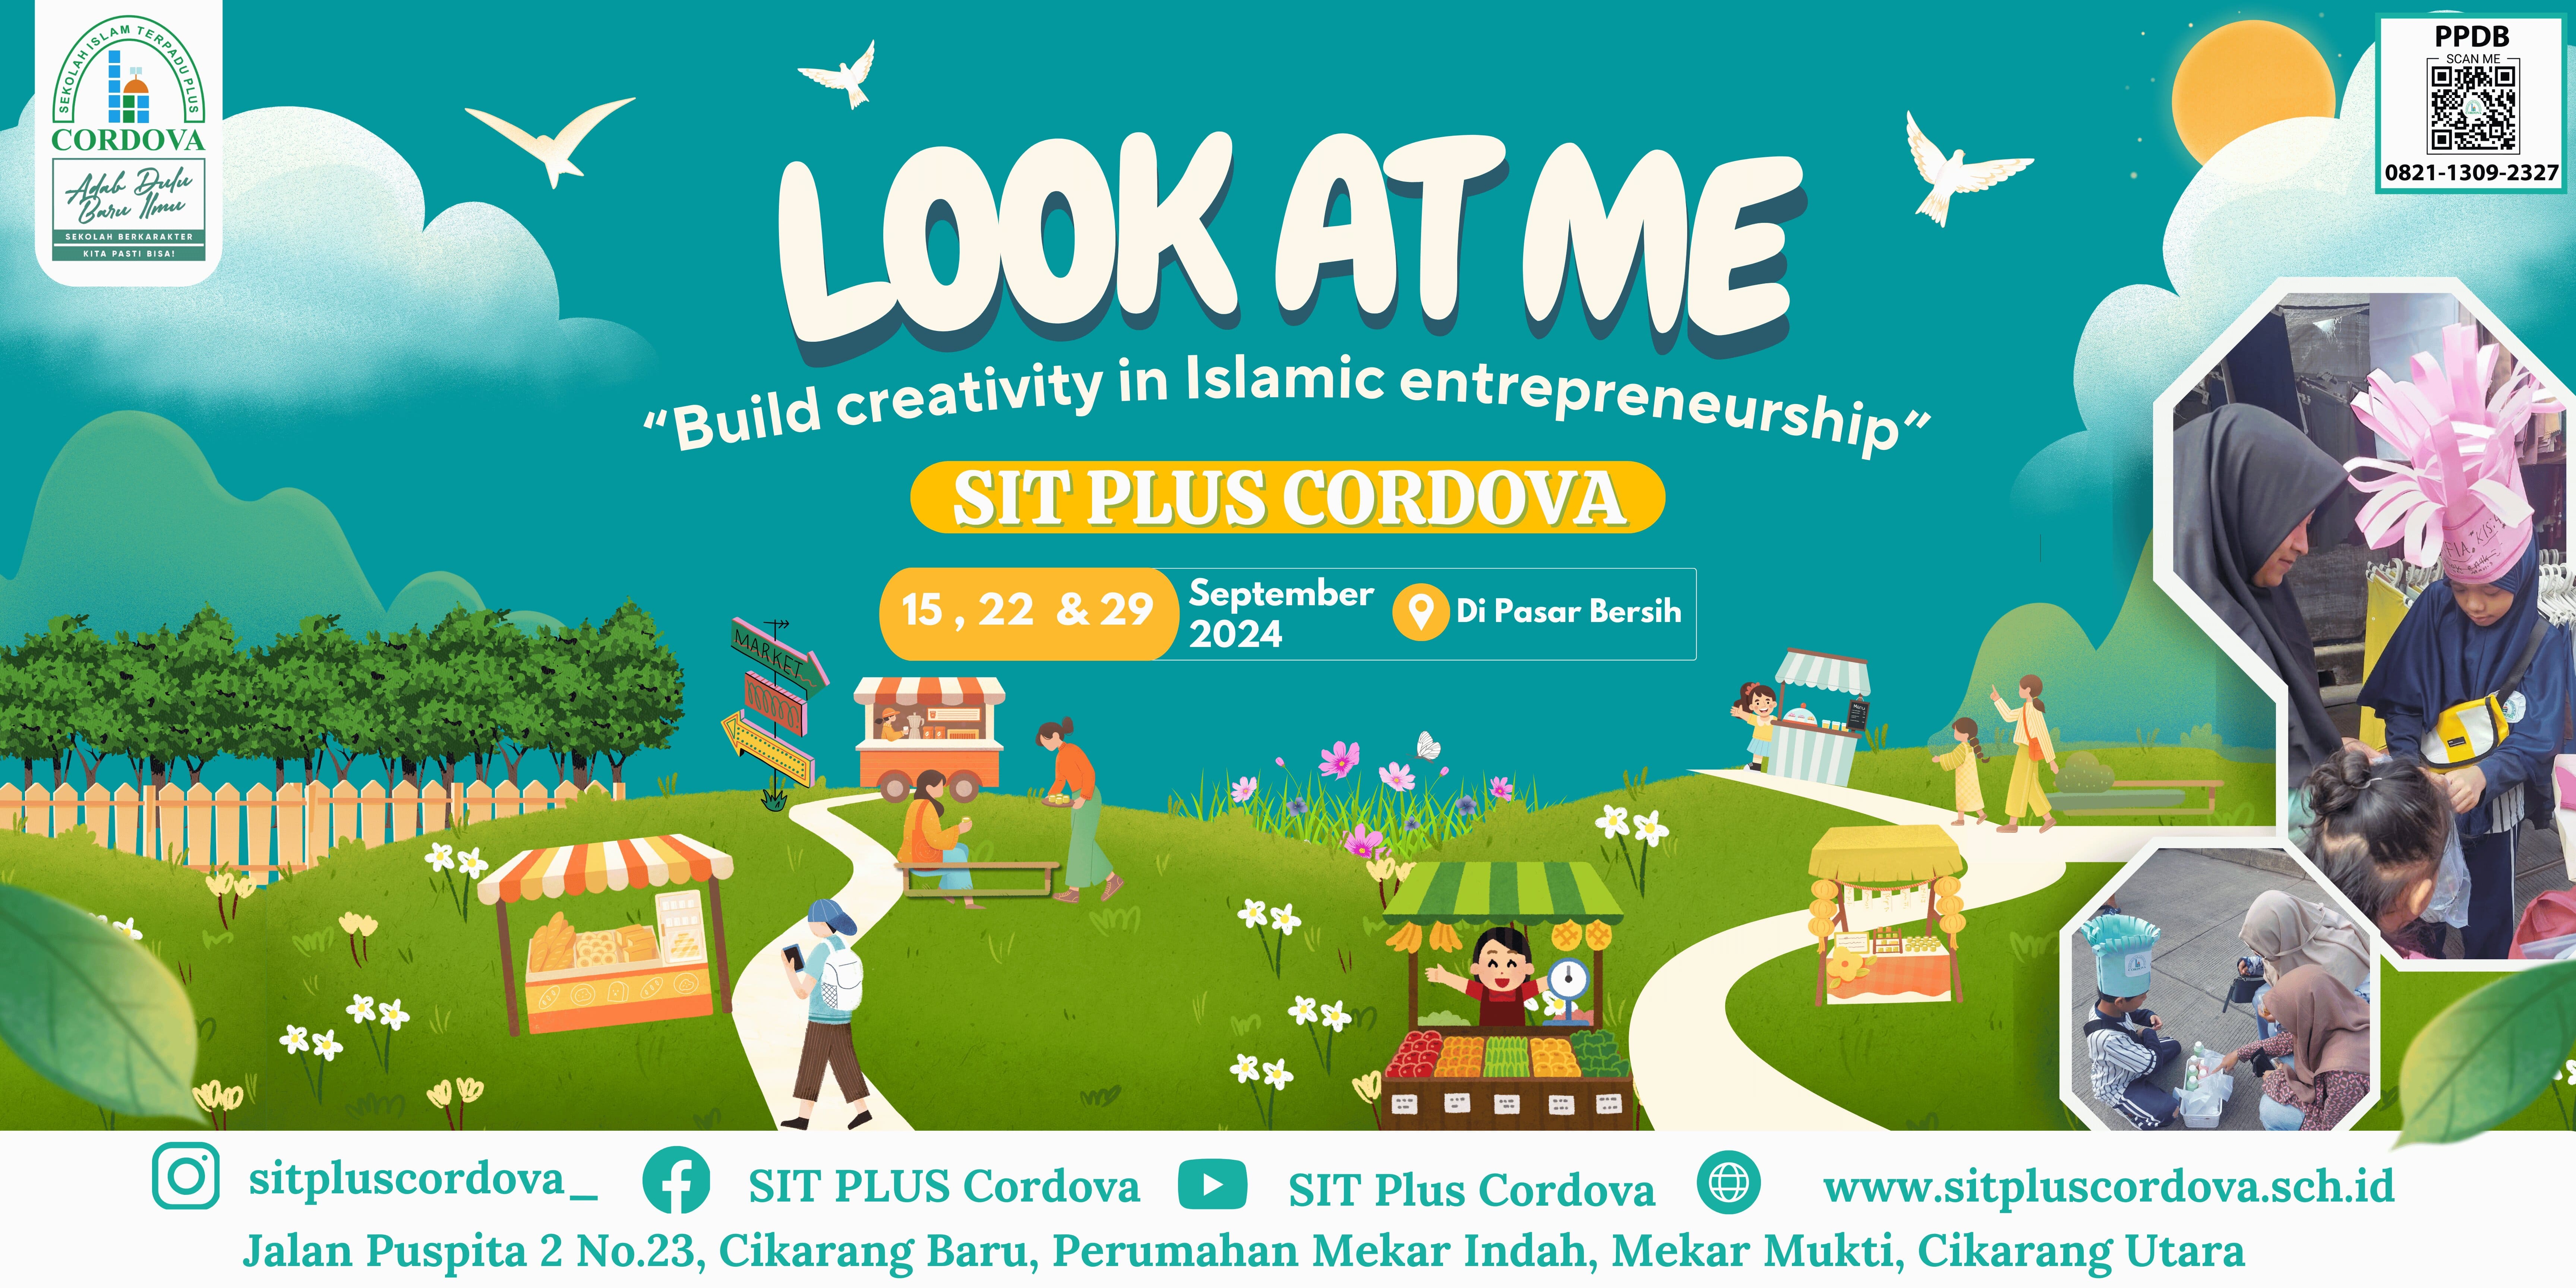 SEKOLAH ISLAM TERPADU PLUS
CORDOVA
Adab Dulu
Baru Ilmu
SEKOLAH BERKARAKTER
KITA PASTI BISA!
PPDB
SCAN ME
0821-1309-2327
LOOK AT ME
“Build creativity in Islamic entrepreneurship”
SIT PLUS CORDOVA
15 , 22 & 29
September
2024
Di Pasar Bersih
MARKET
Menu
sitpluscordova_
SIT PLUS Cordova
SIT Plus Cordova
www.sitpluscordova.sch.id
Jalan Puspita 2 No.23, Cikarang Baru, Perumahan Mekar Indah, Mekar Mukti, Cikarang Utara